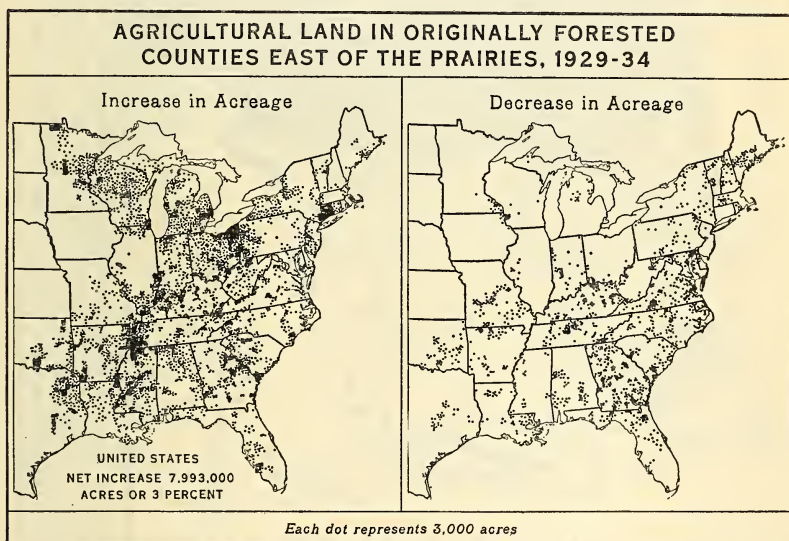 AGRICULTURAL LAND IN ORIGINALLY FORESTED
COUNTIES EAST OF THE PRAIRIES, 1929-34
Increase in Acreage
Decrease in Acreage
UNITED STATES
NET INCREASE 7,993,000
ACRES OR 3 PERCENT
Each dot represents 3,000 acres